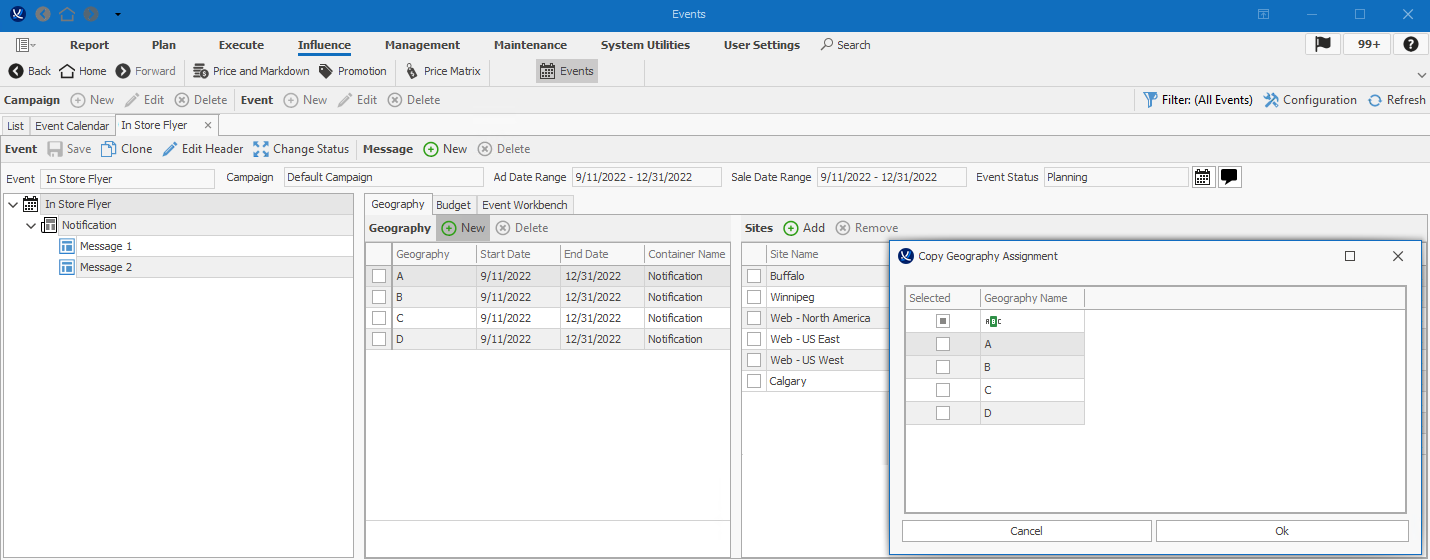 Events
Report Plan Execute Influence Management Maintenance System Utilities User Settings Search 99+ ?
Back Home Forward Price and Markdown Promotion Price Matrix Events
Campaign New Edit Delete Event New Edit Delete Filter: (All Events) Configuration Refresh
List Event Calendar In Store Flyer ×
Event Save Clone Edit Header Change Status Message New Delete
Event In Store Flyer Campaign Default Campaign Ad Date Range 9/11/2022 - 12/31/2022 Sale Date Range 9/11/2022 - 12/31/2022 Event Status Planning
In Store Flyer
Notification
Message 1
Message 2
Geography Budget Event Workbench
Geography New Delete
Geography Start Date End Date Container Name
A 9/11/2022 12/31/2022 Notification
B 9/11/2022 12/31/2022 Notification
C 9/11/2022 12/31/2022 Notification
D 9/11/2022 12/31/2022 Notification
Sites Add Remove
Site Name
Buffalo
Winnipeg
Web - North America
Web - US East
Web - US West
Calgary
Copy Geography Assignment
Selected Geography Name
ABC
A
B
C
D
Cancel Ok